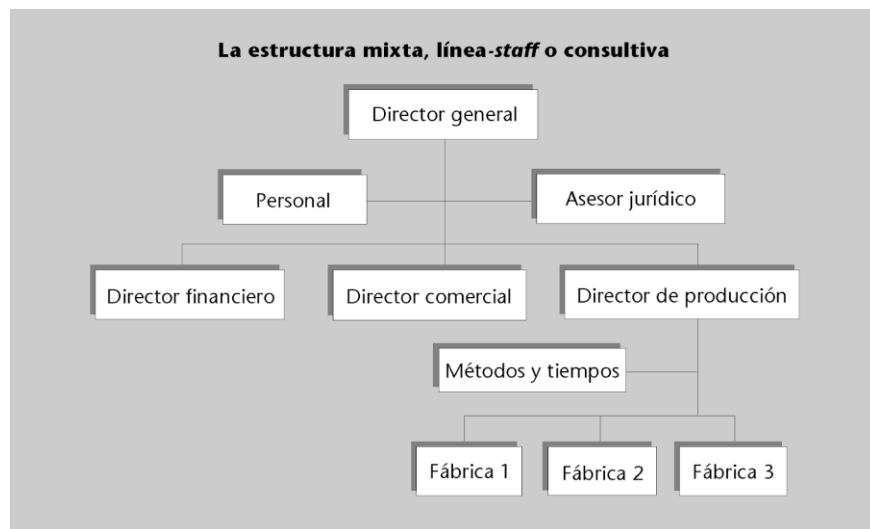 La estructura mixta, línea-staff o consultiva
Director general
Personal
Asesor jurídico
Director financiero
Director comercial
Director de producción
Métodos y tiempos
Fábrica 1
Fábrica 2
Fábrica 3